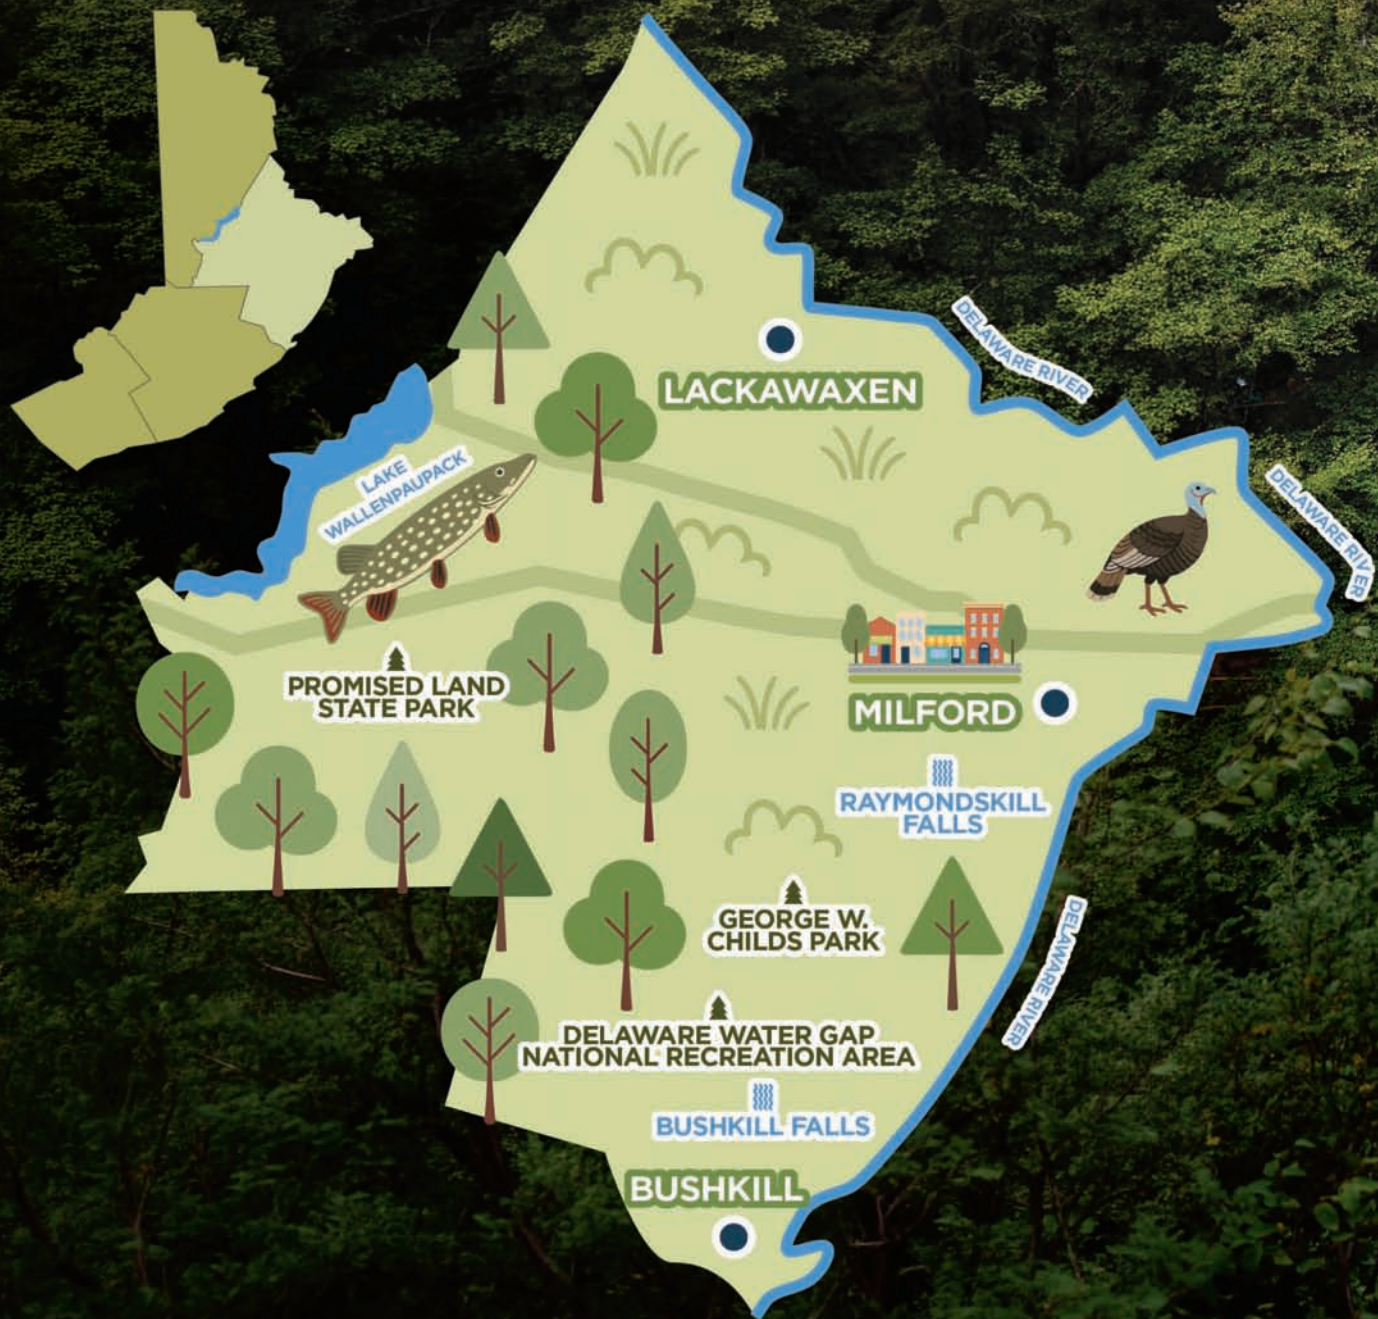 DELAWARE RIVER
LACKAWAXEN
LAKE
WALLENPAUPACK
DELAWARE RIVER
PROMISED LAND
STATE PARK
MILFORD
RAYMONDSKILL
FALLS
GEORGE W.
CHILDS PARK
DELAWARE RIVER
DELAWARE WATER GAP
NATIONAL RECREATION AREA
BUSHKILL FALLS
BUSHKILL